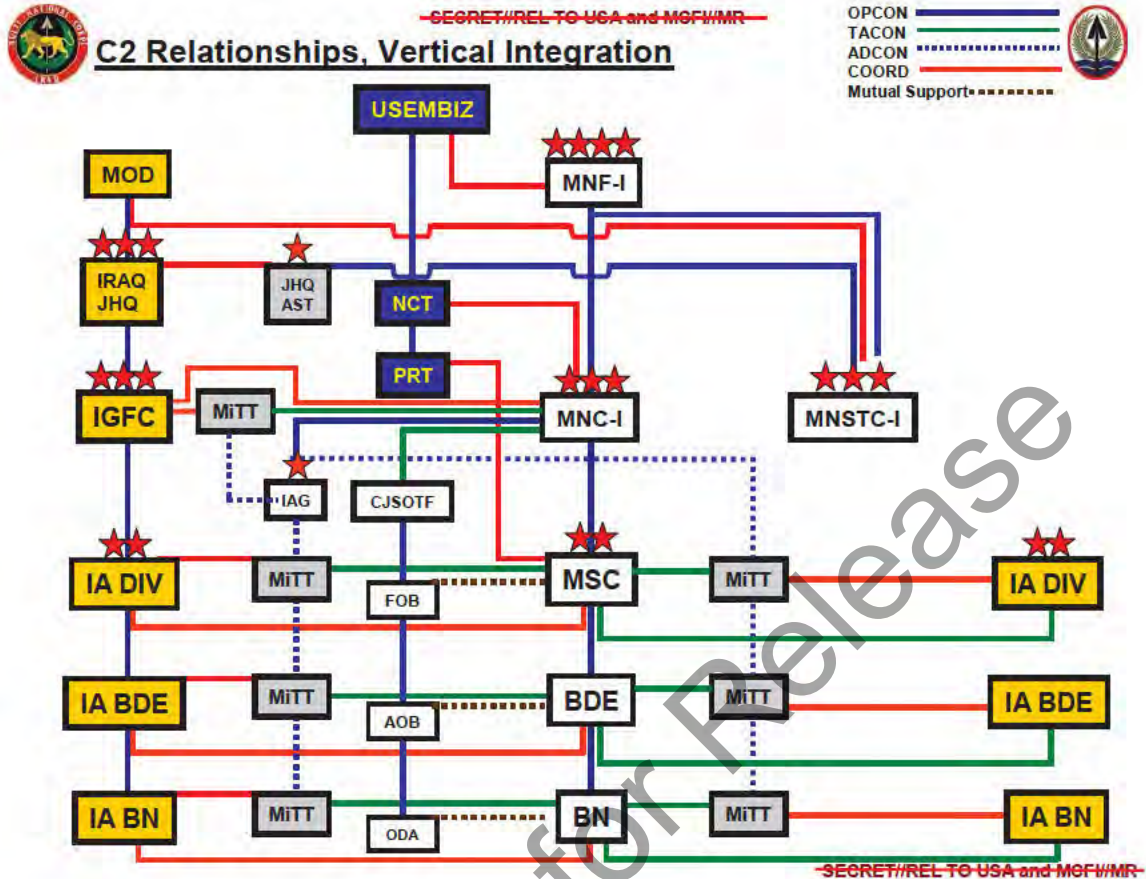 SECRET//REL TO USA and MCFI//MR
C2 Relationships, Vertical Integration
OPCON
TACON
ADCON
COORD
Mutual Support
USEMBIZ
MOD
MNF-I
IRAQ
JHQ
JHQ
AST
NCT
PRT
IGFC
MiTT
MNC-I
MNSTC-I
IAG
CJSOTF
IA DIV
MiTT
FOB
MSC
MiTT
IA DIV
IA BDE
MiTT
AOB
BDE
MiTT
IA BDE
IA BN
MiTT
ODA
BN
MiTT
IA BN
for Release
SECRET//REL TO USA and MCFI//MR